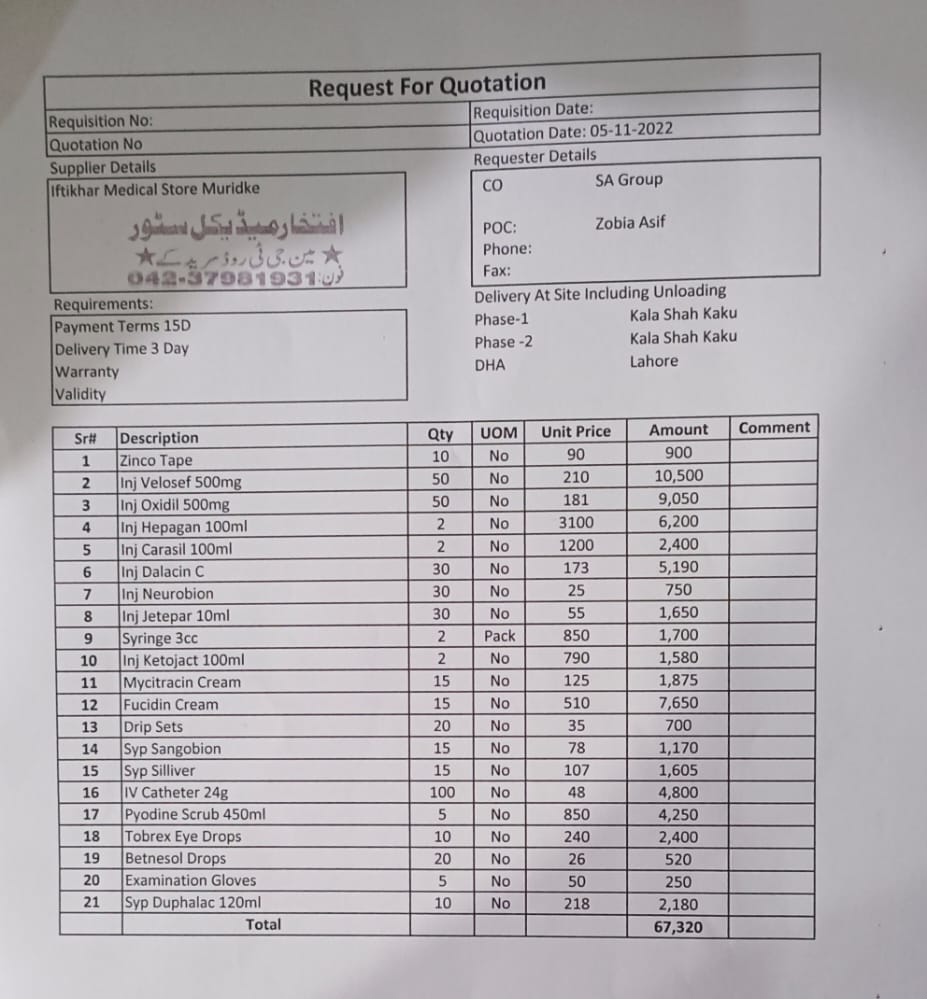 Request For Quotation
Requisition No:
Requisition Date:
Quotation No
Quotation Date: 05-11-2022
Supplier Details
Requester Details
Iftikhar Medical Store Muridke
افتخار میڈیکل سٹور
★ مین جی ٹی روڈ مریدکے ★
فون: 042-37981931
CO SA Group
POC: Zobia Asif
Phone:
Fax:
Requirements:
Payment Terms 15D
Delivery Time 3 Day
Warranty
Validity
Delivery At Site Including Unloading
Phase-1 Kala Shah Kaku
Phase -2 Kala Shah Kaku
DHA Lahore
Sr# Description Qty UOM Unit Price Amount Comment
1 Zinco Tape 10 No 90 900
2 Inj Velosef 500mg 50 No 210 10,500
3 Inj Oxidil 500mg 50 No 181 9,050
4 Inj Hepagan 100ml 2 No 3100 6,200
5 Inj Carasil 100ml 2 No 1200 2,400
6 Inj Dalacin C 30 No 173 5,190
7 Inj Neurobion 30 No 25 750
8 Inj Jetepar 10ml 30 No 55 1,650
9 Syringe 3cc 2 Pack 850 1,700
10 Inj Ketojact 100ml 2 No 790 1,580
11 Mycitracin Cream 15 No 125 1,875
12 Fucidin Cream 15 No 510 7,650
13 Drip Sets 20 No 35 700
14 Syp Sangobion 15 No 78 1,170
15 Syp Silliver 15 No 107 1,605
16 IV Catheter 24g 100 No 48 4,800
17 Pyodine Scrub 450ml 5 No 850 4,250
18 Tobrex Eye Drops 10 No 240 2,400
19 Betnesol Drops 20 No 26 520
20 Examination Gloves 5 No 50 250
21 Syp Duphalac 120ml 10 No 218 2,180
Total 67,320